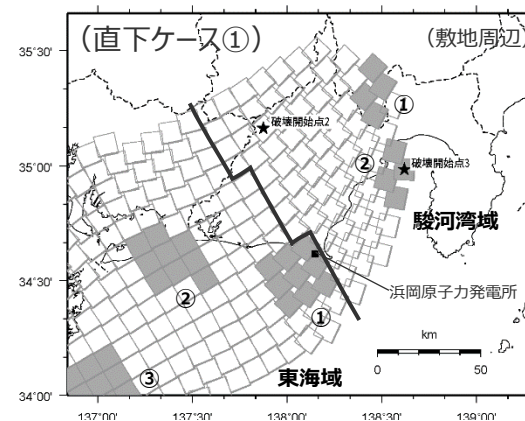 （直下ケース①）
（敷地周辺）
35°30'
①
破壊開始点2
35°00'
②
破壊開始点3
駿河湾域
34°30'
②
浜岡原子力発電所
①
km
③
東海域
0
50
34°00'
137°00'
137°30'
138°00'
138°30'
139°00'